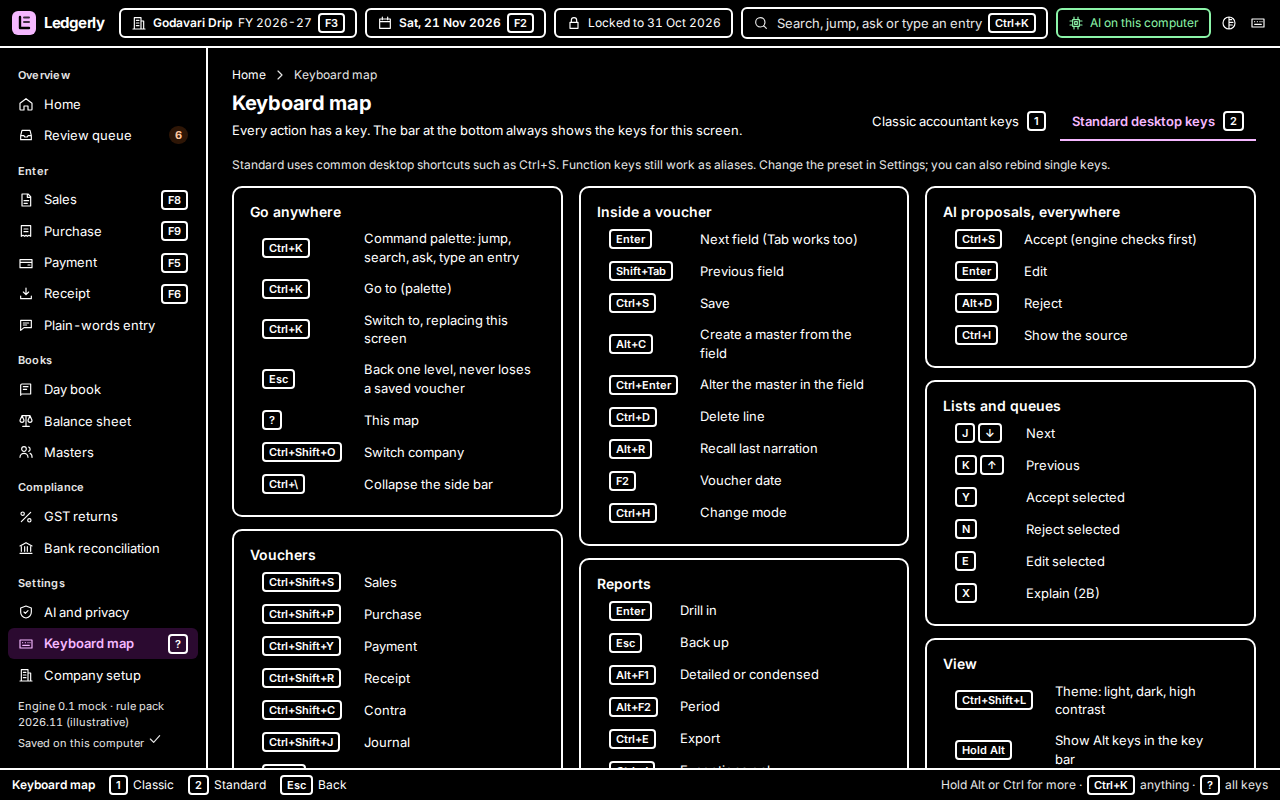 Ledgerly
Godavari Drip FY 2026-27 F3
Sat, 21 Nov 2026 F2
Locked to 31 Oct 2026
Search, jump, ask or type an entry Ctrl+K
AI on this computer
Overview
Home
Review queue 6
Enter
Sales F8
Purchase F9
Payment F5
Receipt F6
Plain-words entry
Books
Day book
Balance sheet
Masters
Compliance
GST returns
Bank reconciliation
Settings
AI and privacy
Keyboard map ?
Company setup
Engine 0.1 mock · rule pack
2026.11 (illustrative)
Saved on this computer
Home > Keyboard map
Keyboard map
Every action has a key. The bar at the bottom always shows the keys for this screen.
Classic accountant keys 1
Standard desktop keys 2
Standard uses common desktop shortcuts such as Ctrl+S. Function keys still work as aliases. Change the preset in Settings; you can also rebind single keys.
Go anywhere
Ctrl+K Command palette: jump,
search, ask, type an entry
Ctrl+K Go to (palette)
Ctrl+K Switch to, replacing this
screen
Esc Back one level, never loses
a saved voucher
? This map
Ctrl+Shift+O Switch company
Ctrl+\ Collapse the side bar
Vouchers
Ctrl+Shift+S Sales
Ctrl+Shift+P Purchase
Ctrl+Shift+Y Payment
Ctrl+Shift+R Receipt
Ctrl+Shift+C Contra
Ctrl+Shift+J Journal
Inside a voucher
Enter Next field (Tab works too)
Shift+Tab Previous field
Ctrl+S Save
Alt+C Create a master from the
field
Ctrl+Enter Alter the master in the field
Ctrl+D Delete line
Alt+R Recall last narration
F2 Voucher date
Ctrl+H Change mode
Reports
Enter Drill in
Esc Back up
Alt+F1 Detailed or condensed
Alt+F2 Period
Ctrl+E Export
AI proposals, everywhere
Ctrl+S Accept (engine checks first)
Enter Edit
Alt+D Reject
Ctrl+I Show the source
Lists and queues
J ↓ Next
K ↑ Previous
Y Accept selected
N Reject selected
E Edit selected
X Explain (2B)
View
Ctrl+Shift+L Theme: light, dark, high
contrast
Hold Alt Show Alt keys in the key
bar
Keyboard map 1 Classic 2 Standard Esc Back
Hold Alt or Ctrl for more · Ctrl+K anything · ? all keys